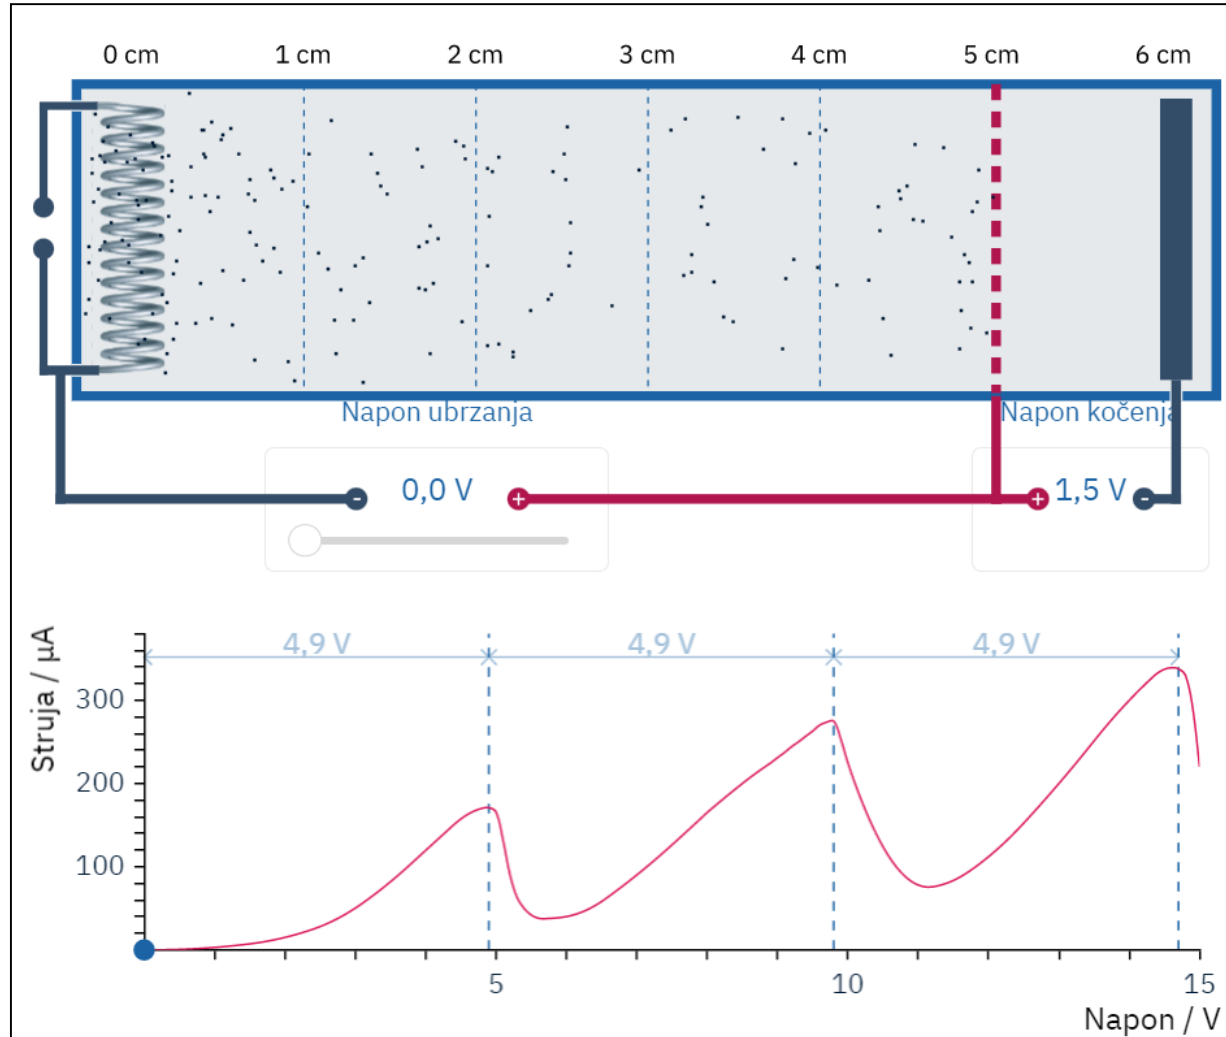 0 cm 1 cm 2 cm 3 cm 4 cm 5 cm 6 cm
Napon ubrzanja Napon kočenja
- 0,0 V + + 1,5 V -
4,9 V 4,9 V 4,9 V
Struja / µA
300
200
100
5 10 15
Napon / V